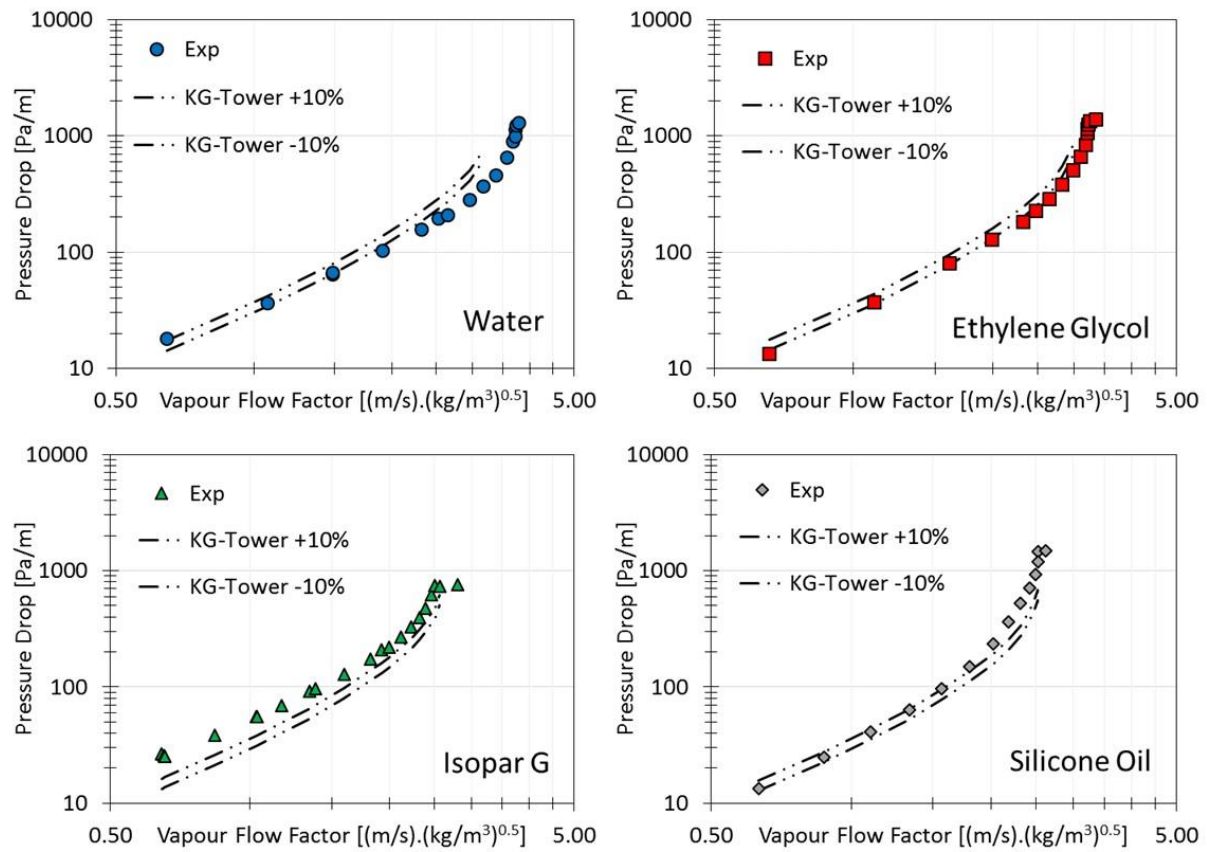 10000
1000
100
10
Pressure Drop [Pa/m]
Exp
KG-Tower +10%
KG-Tower -10%
Water
0.50 Vapour Flow Factor [(m/s).(kg/m³)⁰·⁵] 5.00
10000
1000
100
10
Pressure Drop [Pa/m]
Exp
KG-Tower +10%
KG-Tower -10%
Ethylene Glycol
0.50 Vapour Flow Factor [(m/s).(kg/m³)⁰·⁵] 5.00
10000
1000
100
10
Pressure Drop [Pa/m]
Exp
KG-Tower +10%
KG-Tower -10%
Isopar G
0.50 Vapour Flow Factor [(m/s).(kg/m³)⁰·⁵] 5.00
10000
1000
100
10
Pressure Drop [Pa/m]
Exp
KG-Tower +10%
KG-Tower -10%
Silicone Oil
0.50 Vapour Flow Factor [(m/s).(kg/m³)⁰·⁵] 5.00